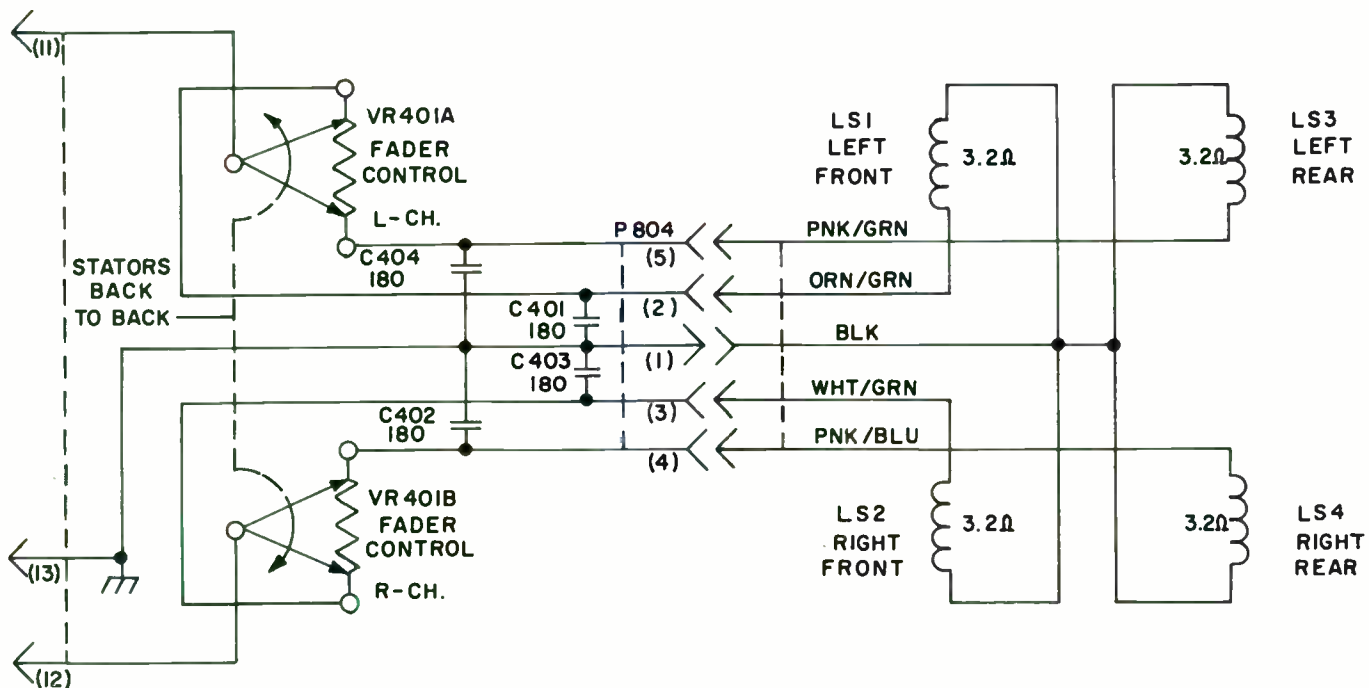 (11)
VR401A
FADER
CONTROL
L-CH.
STATORS
BACK
TO BACK
C404
180
C401
180
C403
180
C402
180
P804
(5)
(2)
(1)
(3)
(4)
PNK/GRN
ORN/GRN
BLK
WHT/GRN
PNK/BLU
LS1
LEFT
FRONT
3.2Ω
3.2Ω
LS3
LEFT
REAR
VR401B
FADER
CONTROL
R-CH.
LS2
RIGHT
FRONT
3.2Ω
3.2Ω
LS4
RIGHT
REAR
(13)
(12)